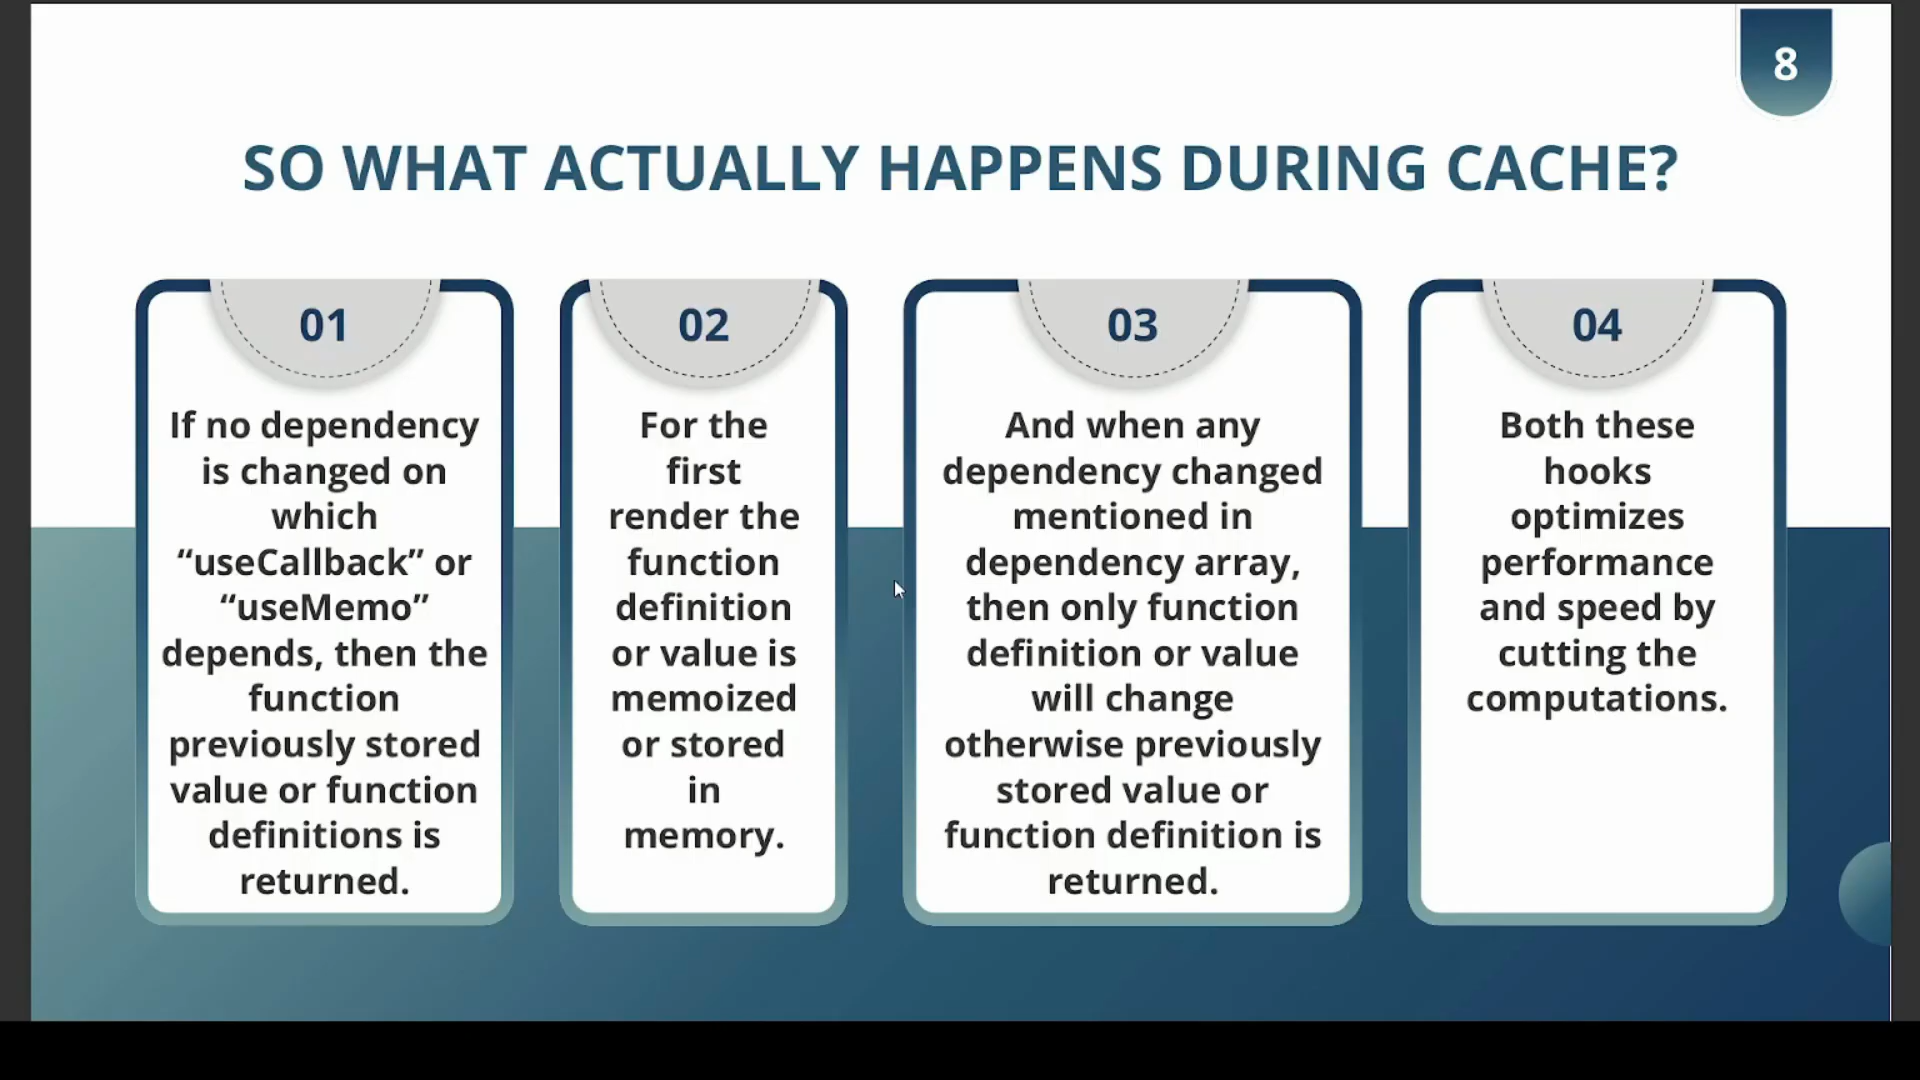 8
SO WHAT ACTUALLY HAPPENS DURING CACHE?
01
If no dependency
is changed on
which
“useCallback” or
“useMemo”
depends, then the
function
previously stored
value or function
definitions is
returned.
02
For the
first
render the
function
definition
or value is
memoized
or stored
in
memory.
03
And when any
dependency changed
mentioned in
dependency array,
then only function
definition or value
will change
otherwise previously
stored value or
function definition is
returned.
04
Both these
hooks
optimizes
performance
and speed by
cutting the
computations.